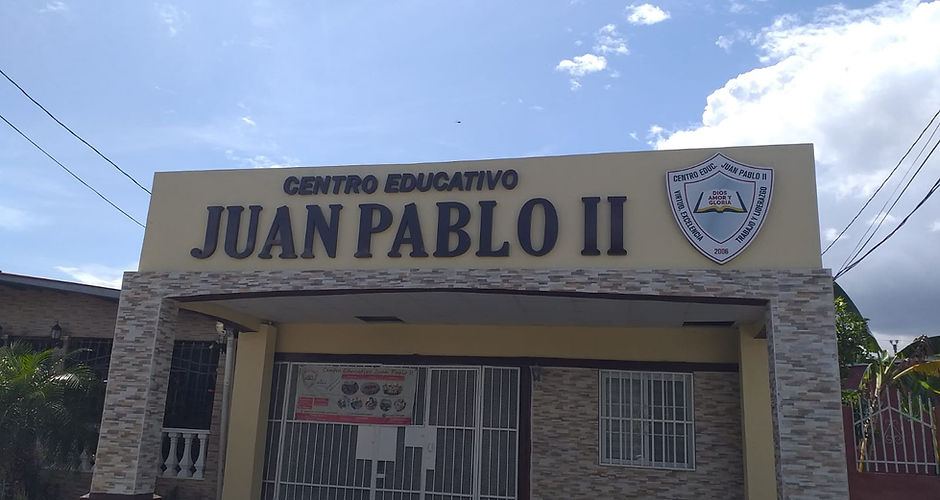 CENTRO EDUCATIVO
JUAN PABLO II
CENTRO EDUC. JUAN PABLO II
DIOS
AMOR Y
GLORIA
VIRTUD, EXCELENCIA
TRABAJO Y LIDERAZGO
2006